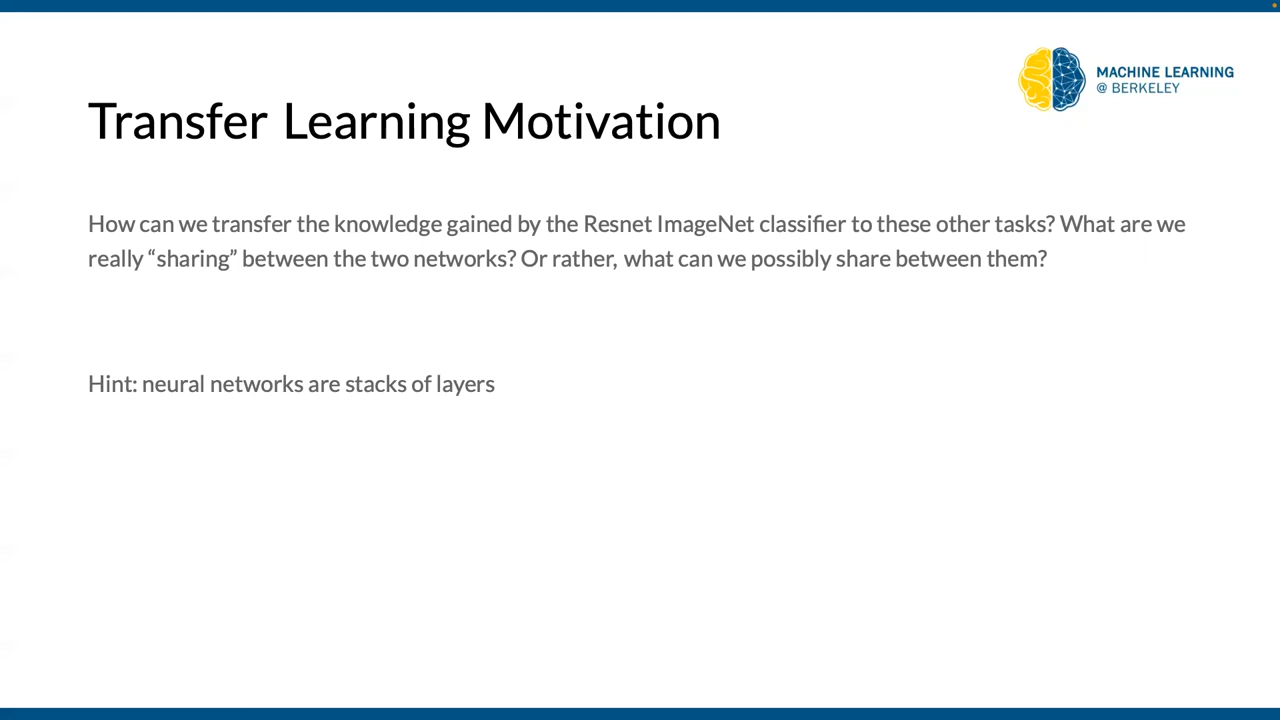 MACHINE LEARNING
@ BERKELEY
Transfer Learning Motivation
How can we transfer the knowledge gained by the Resnet ImageNet classifier to these other tasks? What are we
really “sharing” between the two networks? Or rather, what can we possibly share between them?
Hint: neural networks are stacks of layers